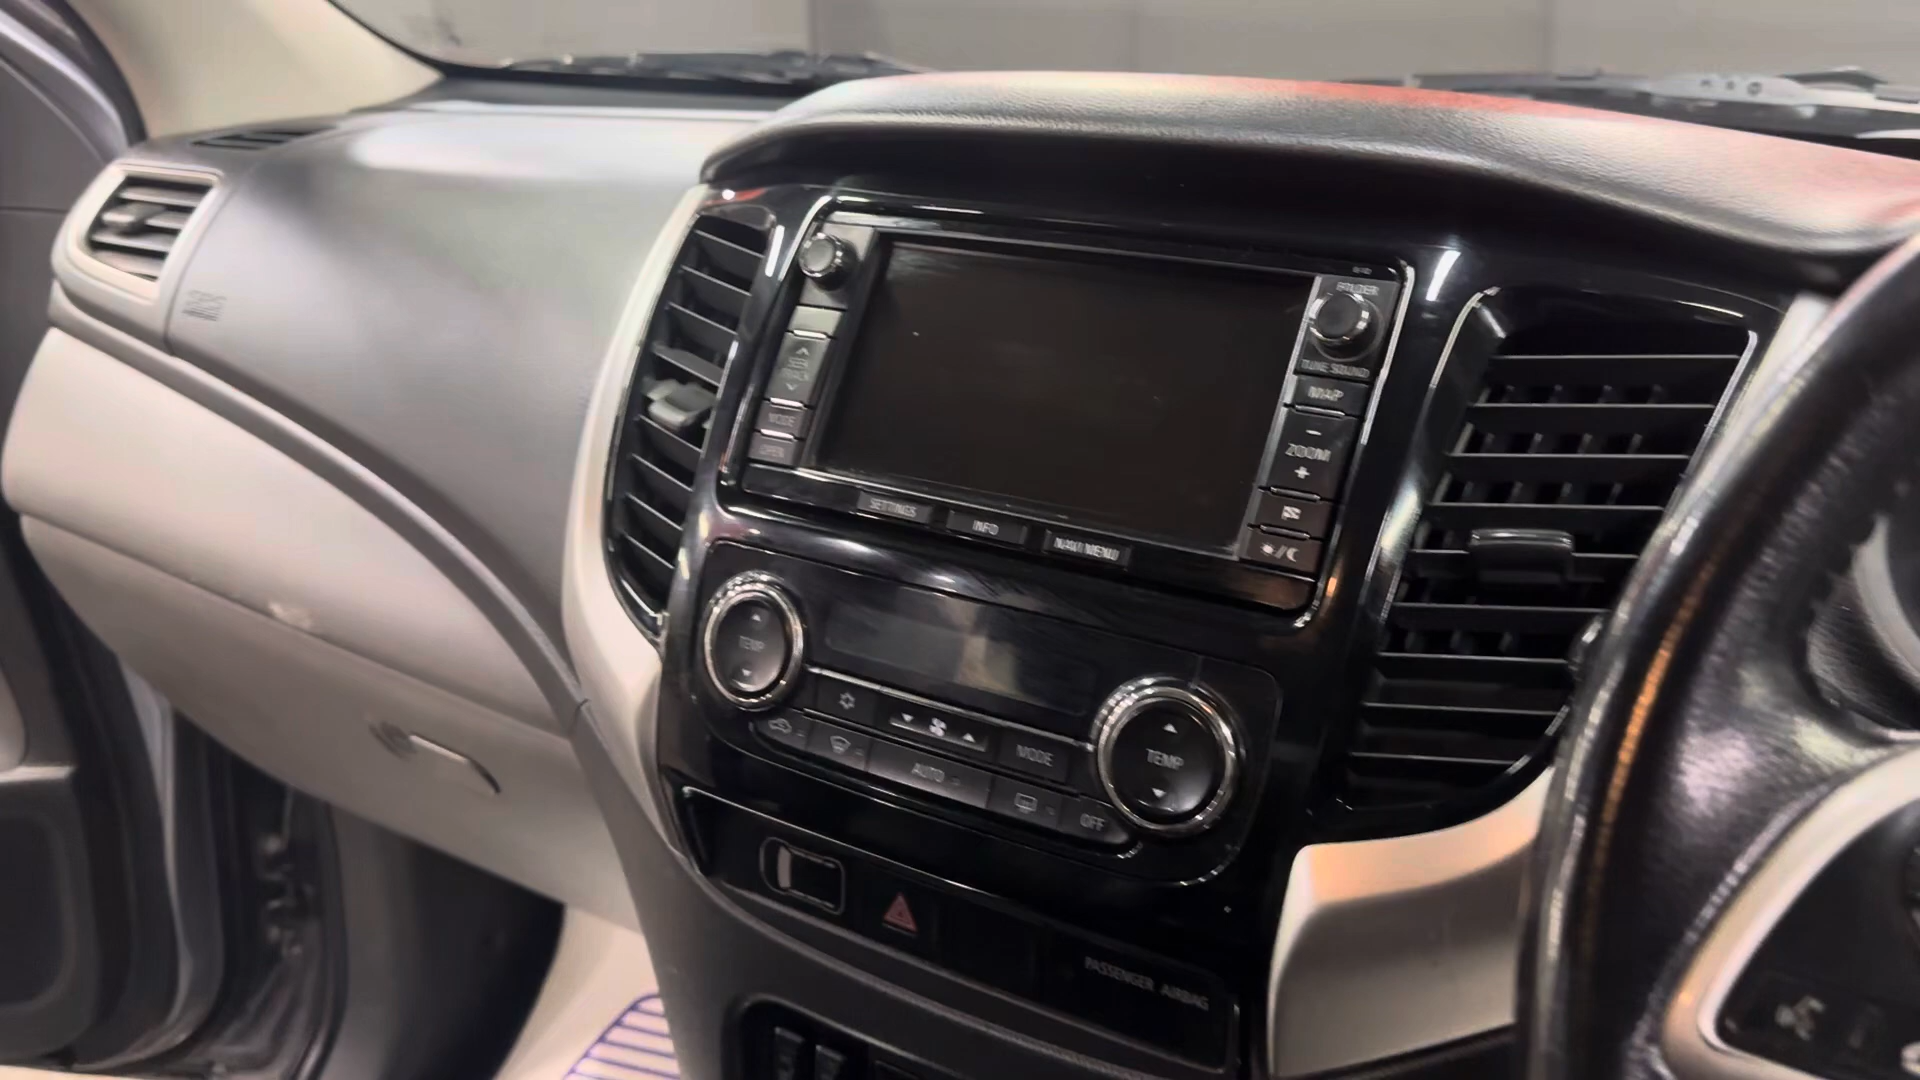 FOLDER
TUNE SOUND
SEEK
TRACK
MODE
OPEN
MAP
-
ZOOM
+
SETTINGS
INFO
NAVI MENU
TEMP
MODE
AUTO
OFF
TEMP
PASSENGER AIRBAG